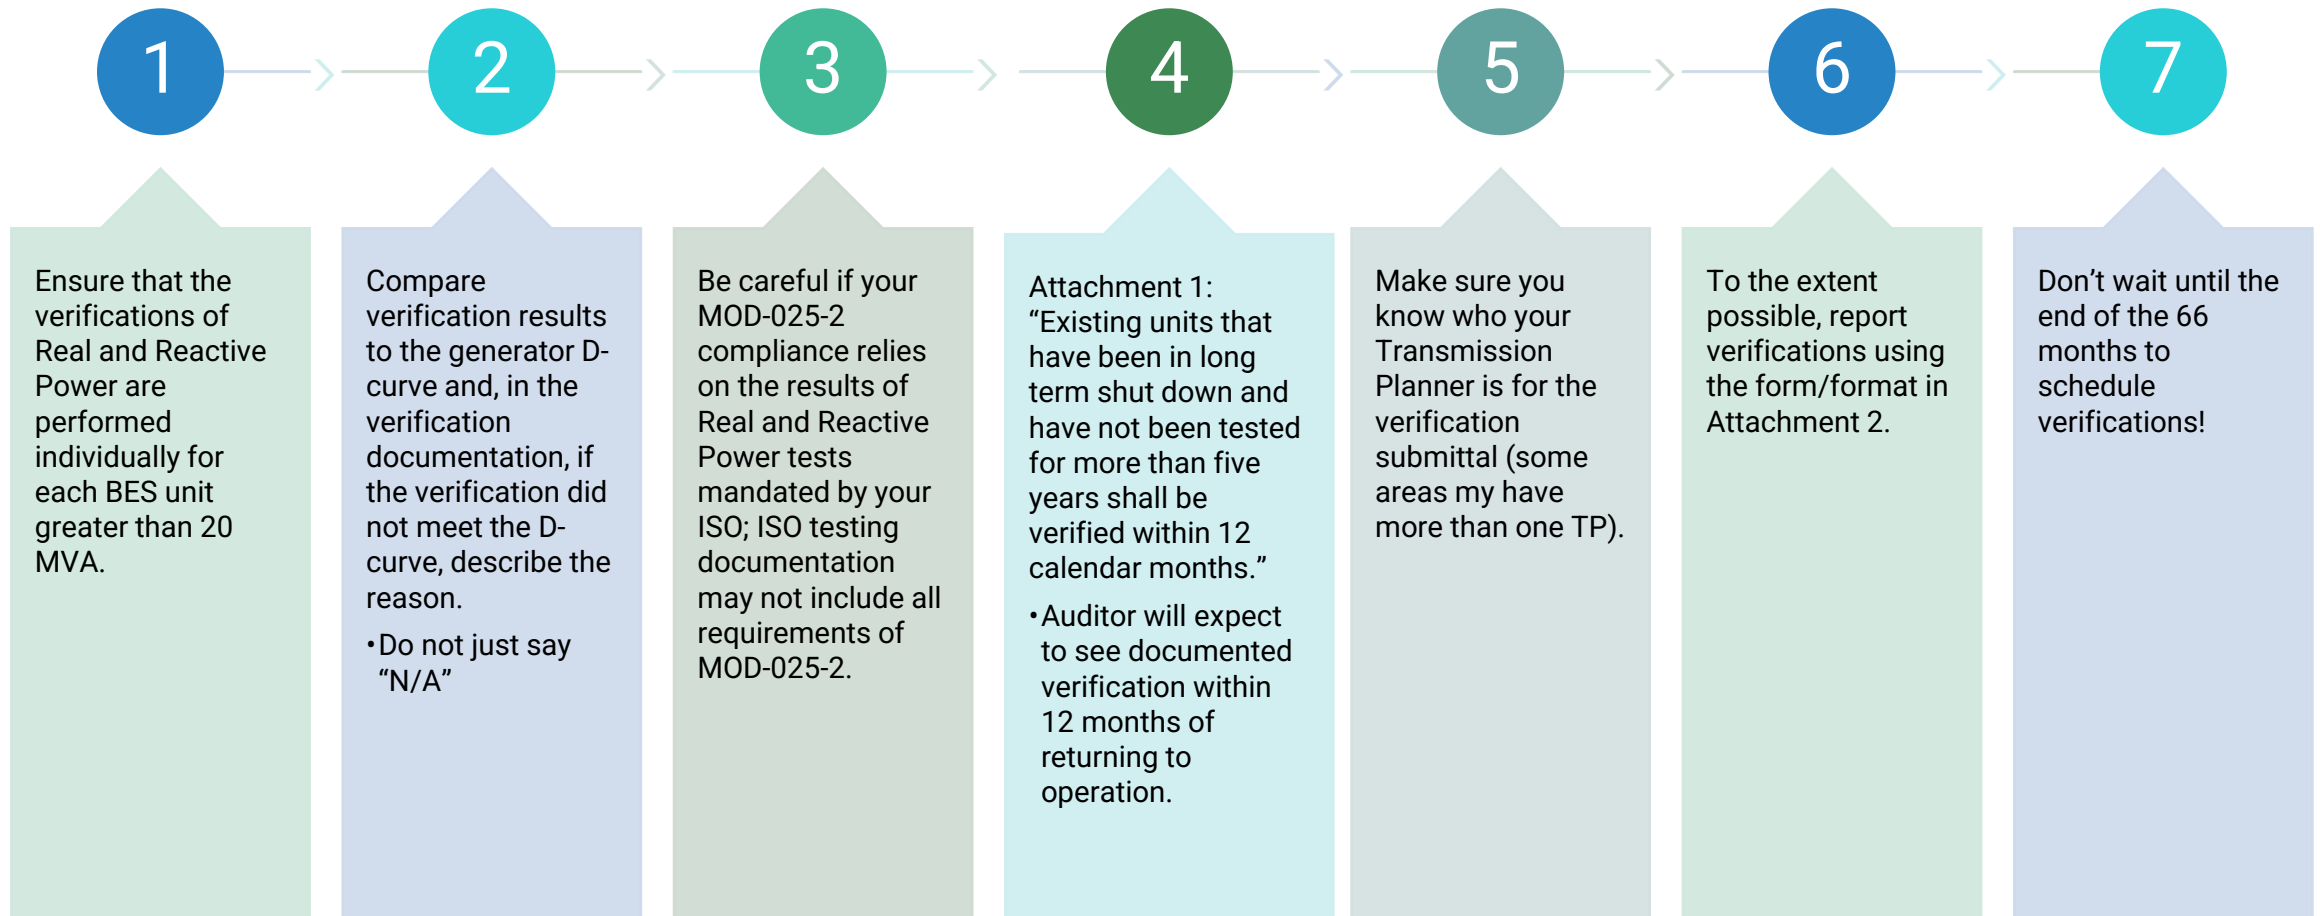 1
Ensure that the
verifications of
Real and Reactive
Power are
performed
individually for
each BES unit
greater than 20
MVA.
2
Compare
verification results
to the generator D-
curve and, in the
verification
documentation, if
the verification did
not meet the D-
curve, describe the
reason.
•Do not just say
“N/A”
3
Be careful if your
MOD-025-2
compliance relies
on the results of
Real and Reactive
Power tests
mandated by your
ISO; ISO testing
documentation
may not include all
requirements of
MOD-025-2.
4
Attachment 1:
“Existing units that
have been in long
term shut down and
have not been tested
for more than five
years shall be
verified within 12
calendar months.”
•Auditor will expect
to see documented
verification within
12 months of
returning to
operation.
5
Make sure you
know who your
Transmission
Planner is for the
verification
submittal (some
areas my have
more than one TP).
6
To the extent
possible, report
verifications using
the form/format in
Attachment 2.
7
Don’t wait until the
end of the 66
months to
schedule
verifications!